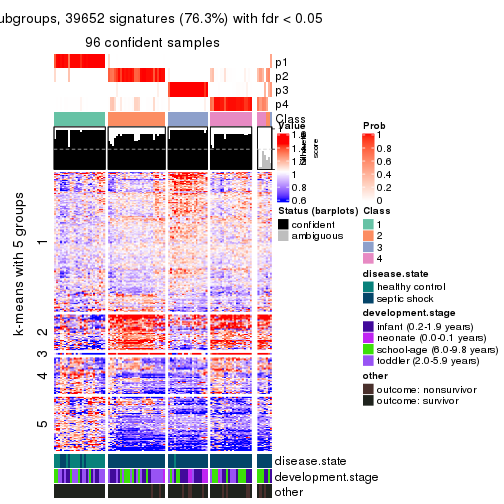 ubgroups, 39652 signatures (76.3%) with fdr < 0.05
96 confident samples
p1
p2
p3
p4
Class
Value
1
0.8
0.6
score
Prob
1
0.8
0.6
0.4
0.2
0
Status (barplots)
confident
ambiguous
Class
1
2
3
4
disease.state
healthy control
septic shock
development.stage
infant (0.2-1.9 years)
neonate (0.0-0.1 years)
school-age (6.0-9.8 years)
toddler (2.0-5.9 years)
other
outcome: nonsurvivor
outcome: survivor
k-means with 5 groups
1
2
3
4
5
disease.state
development.stage
other